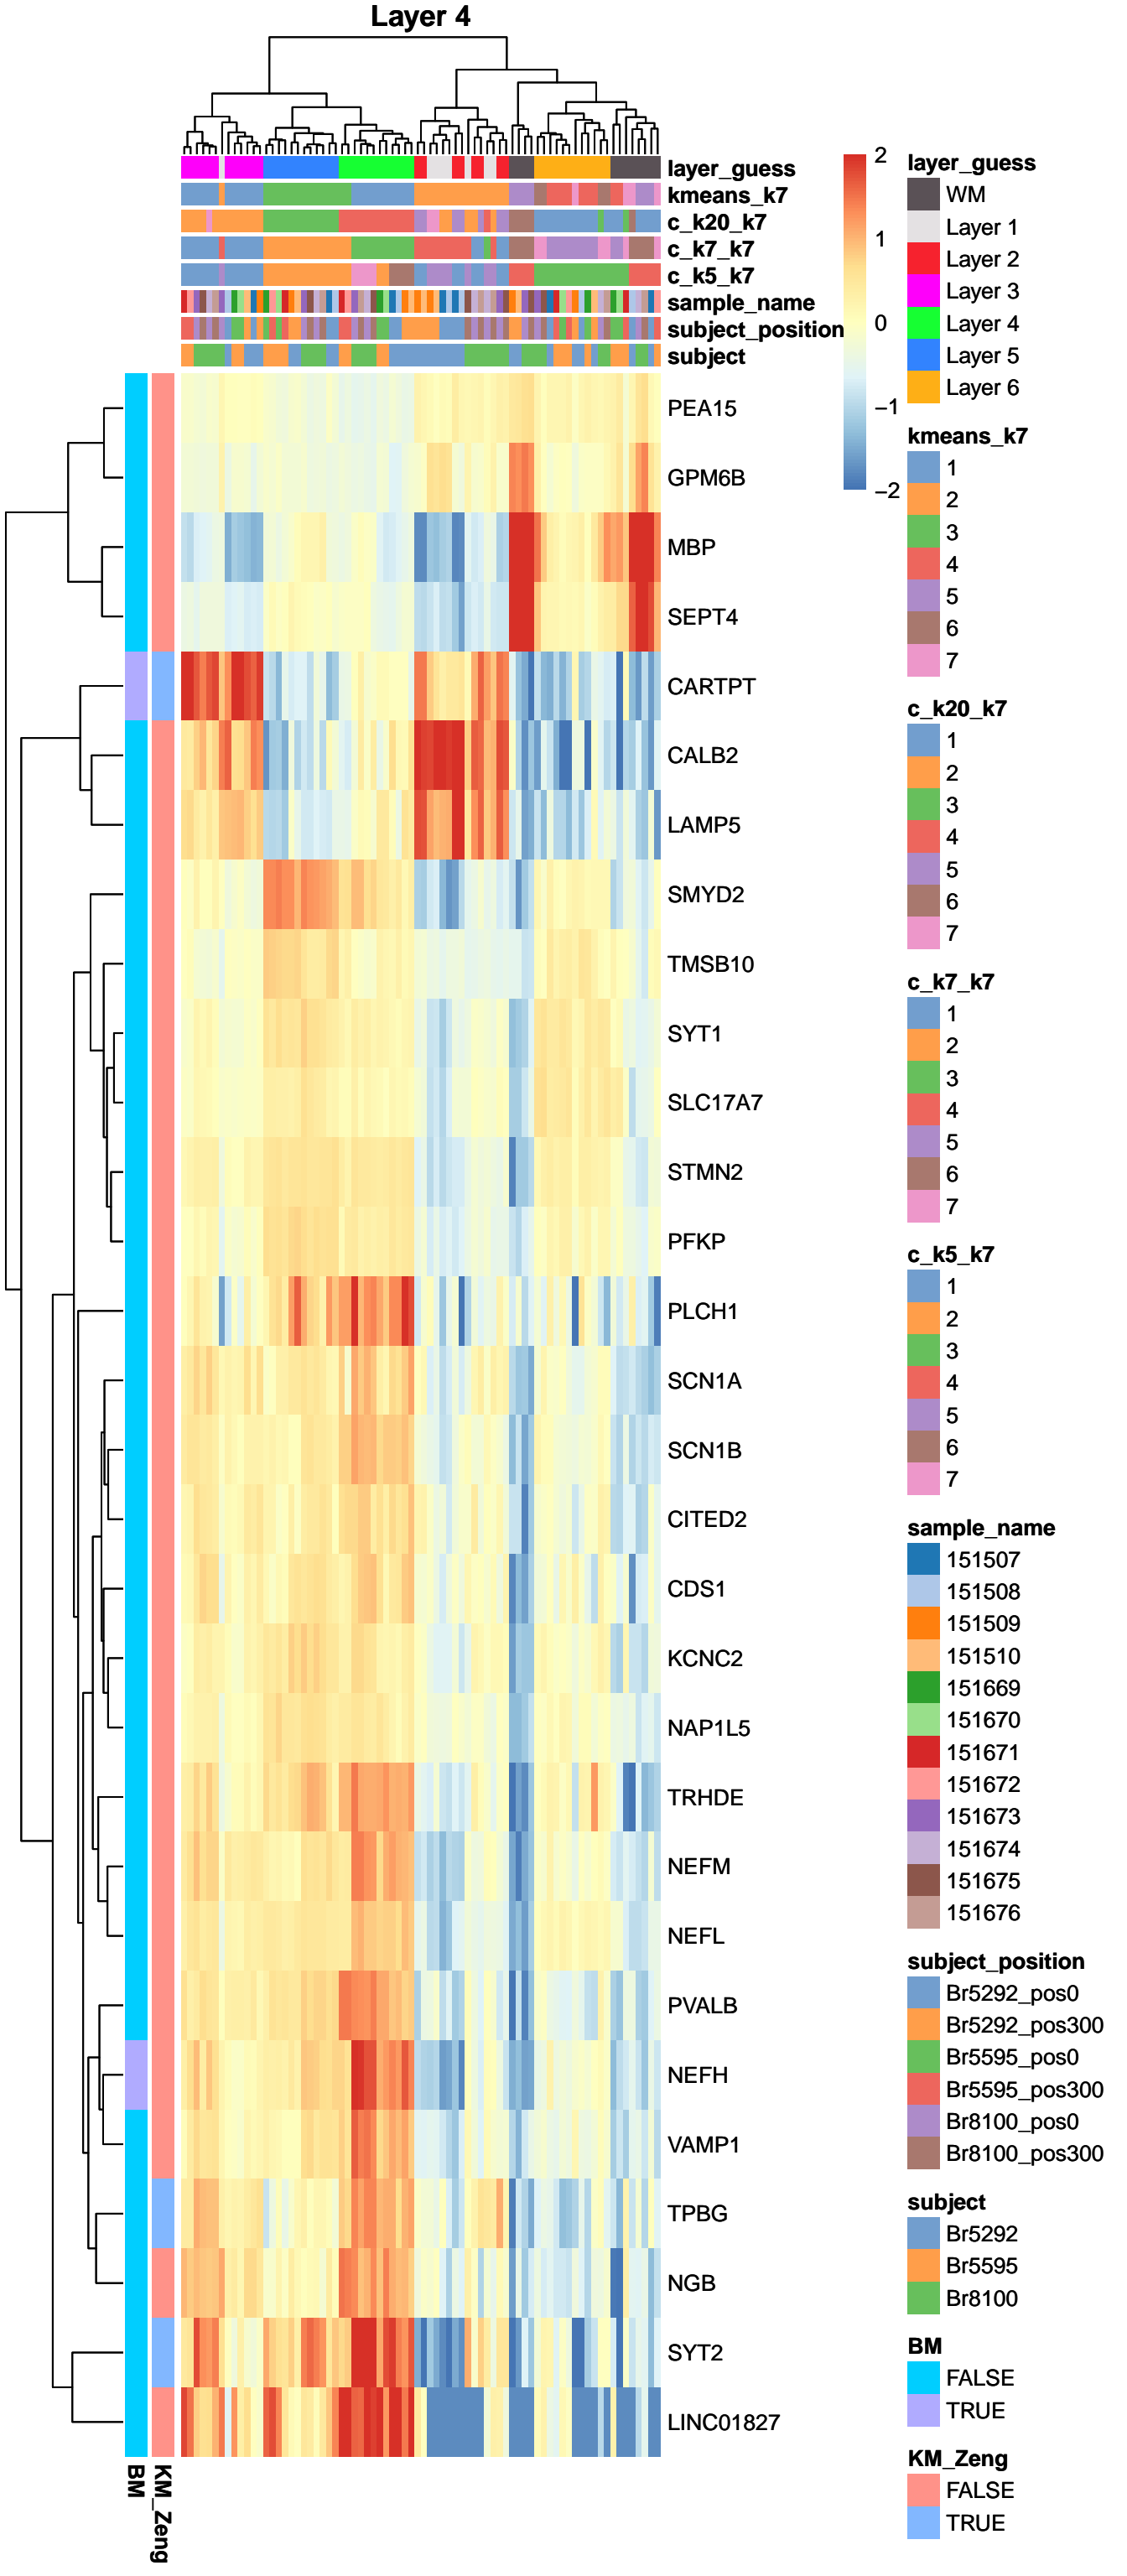 Layer 4
layer_guess
kmeans_k7
c_k20_k7
c_k7_k7
c_k5_k7
sample_name
subject_position
subject
PEA15
GPM6B
MBP
SEPT4
CARTPT
CALB2
LAMP5
SMYD2
TMSB10
SYT1
SLC17A7
STMN2
PFKP
PLCH1
SCN1A
SCN1B
CITED2
CDS1
KCNC2
NAP1L5
TRHDE
NEFM
NEFL
PVALB
NEFH
VAMP1
TPBG
NGB
SYT2
LINC01827
BM
KM_Zeng
2
1
0
−1
−2
layer_guess
WM
Layer 1
Layer 2
Layer 3
Layer 4
Layer 5
Layer 6
kmeans_k7
1
2
3
4
5
6
7
c_k20_k7
1
2
3
4
5
6
7
c_k7_k7
1
2
3
4
5
6
7
c_k5_k7
1
2
3
4
5
6
7
sample_name
151507
151508
151509
151510
151669
151670
151671
151672
151673
151674
151675
151676
subject_position
Br5292_pos0
Br5292_pos300
Br5595_pos0
Br5595_pos300
Br8100_pos0
Br8100_pos300
subject
Br5292
Br5595
Br8100
BM
FALSE
TRUE
KM_Zeng
FALSE
TRUE